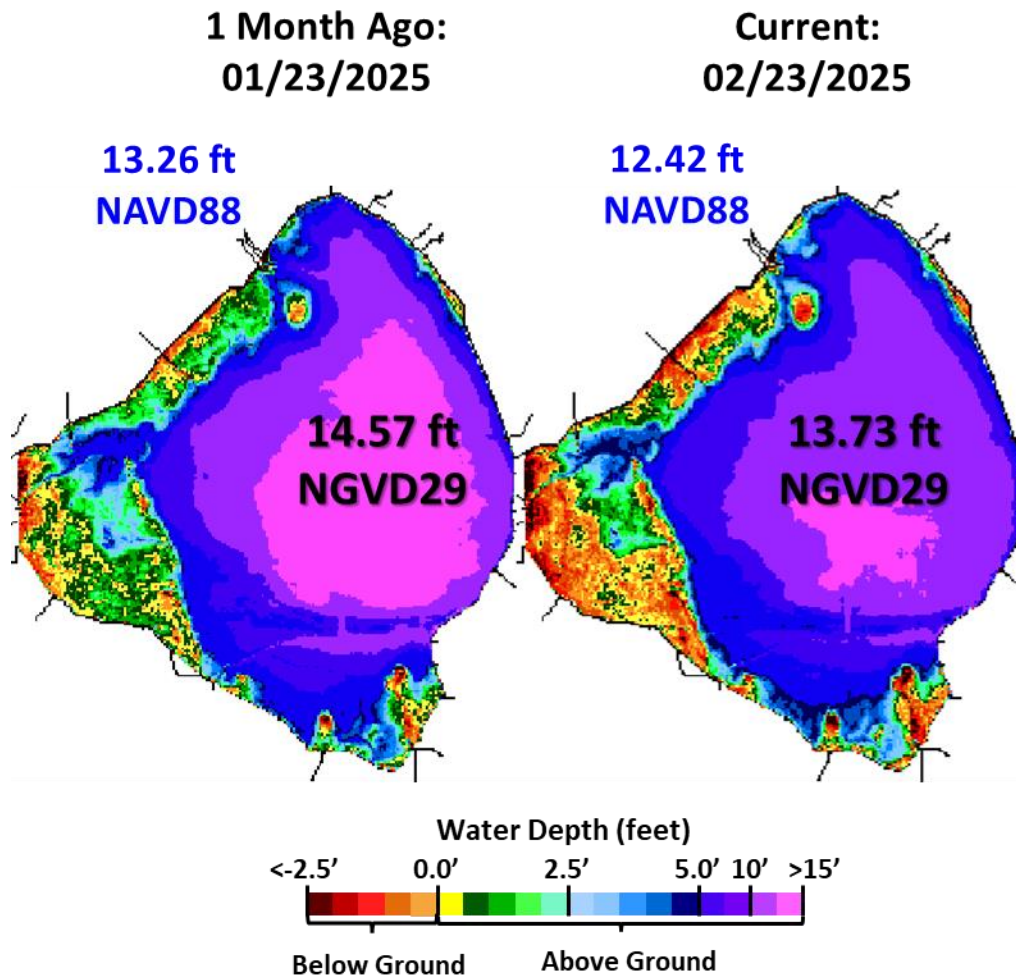 1 Month Ago:
01/23/2025
Current:
02/23/2025
13.26 ft
NAVD88
12.42 ft
NAVD88
14.57 ft
NGVD29
13.73 ft
NGVD29
Water Depth (feet)
<-2.5’ 0.0’ 2.5’ 5.0’ 10’ >15’
Below Ground Above Ground